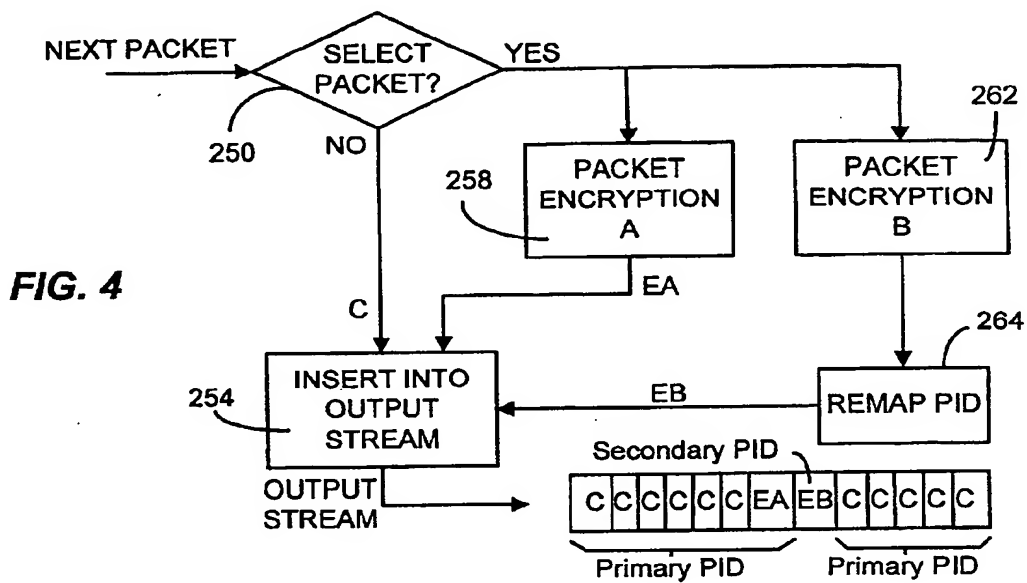 NEXT PACKET
SELECT
PACKET?
YES
250
NO
262
258
PACKET
ENCRYPTION
A
PACKET
ENCRYPTION
B
FIG. 4
EA
C
264
INSERT INTO
OUTPUT
STREAM
254
EB
REMAP PID
Secondary PID
OUTPUT
STREAM
C C C C C C EA EB C C C C C
Primary PID
Primary PID